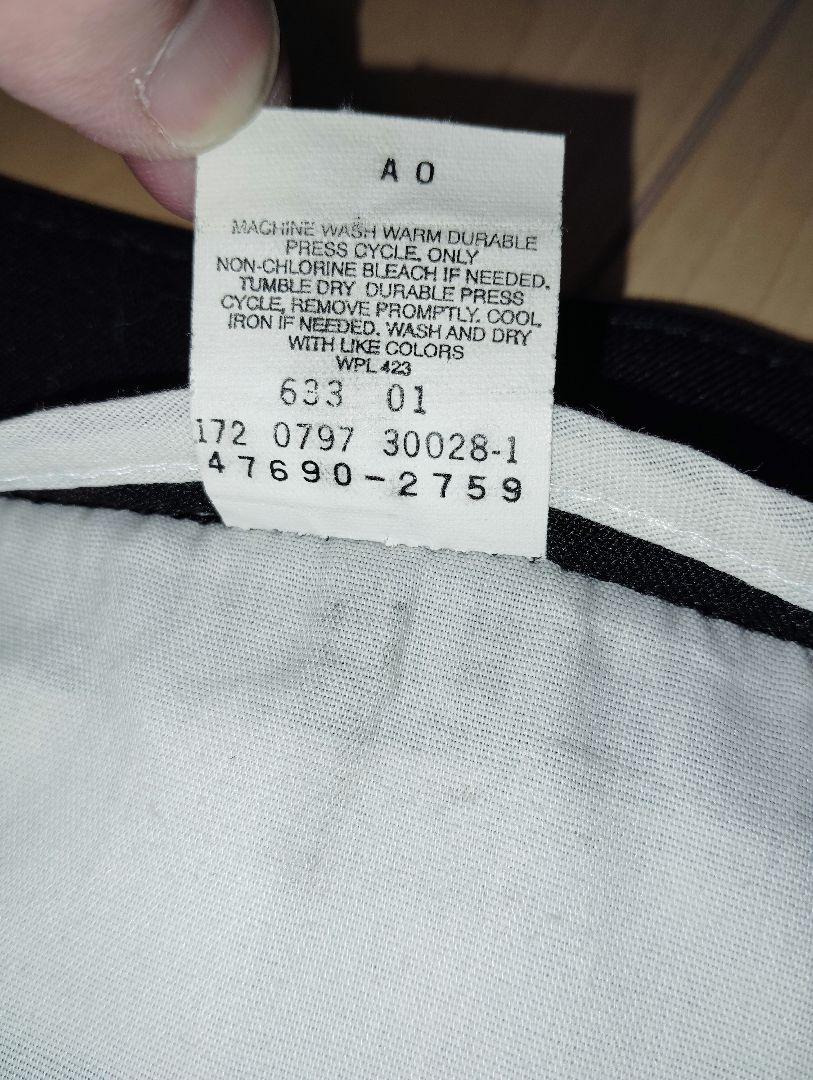 A O
MACHINE WASH WARM DURABLE
PRESS CYCLE. ONLY
NON-CHLORINE BLEACH IF NEEDED.
TUMBLE DRY DURABLE PRESS
CYCLE, REMOVE PROMPTLY. COOL
IRON IF NEEDED. WASH AND DRY
WITH LIKE COLORS
WPL 423
633 01
172 0797 30028-1
47690-2759